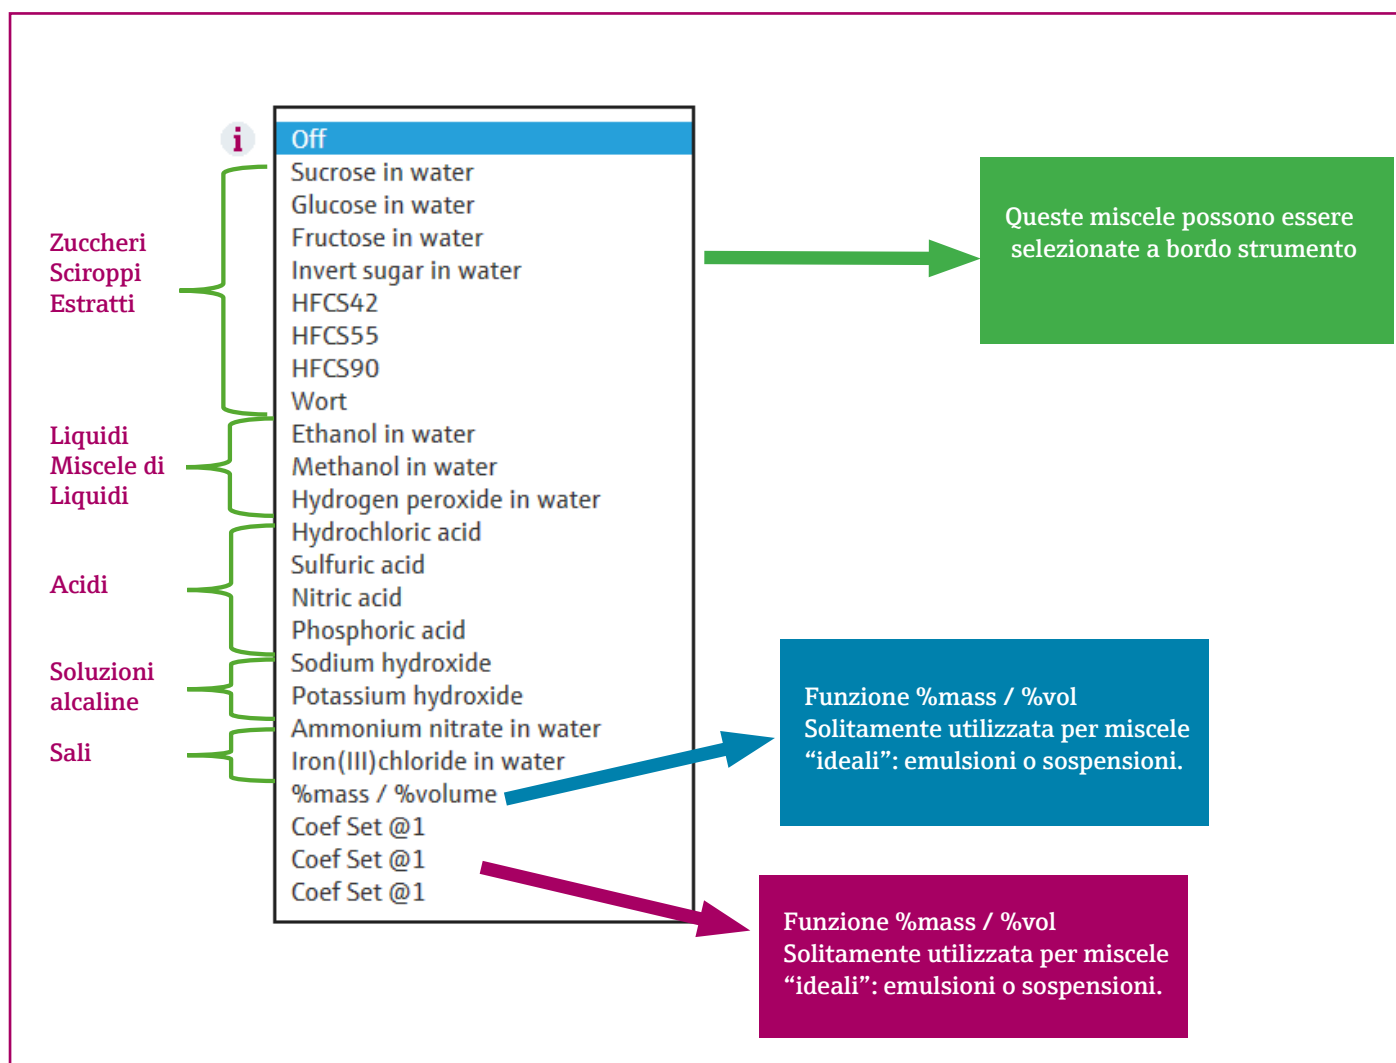 i
Off
Sucrose in water
Glucose in water
Fructose in water
Invert sugar in water
HFCS42
HFCS55
HFCS90
Wort
Ethanol in water
Methanol in water
Hydrogen peroxide in water
Hydrochloric acid
Sulfuric acid
Nitric acid
Phosphoric acid
Sodium hydroxide
Potassium hydroxide
Ammonium nitrate in water
Iron(III)chloride in water
%mass / %volume
Coef Set @1
Coef Set @1
Coef Set @1
Zuccheri
Sciroppi
Estratti
Liquidi
Miscele di
Liquidi
Acidi
Soluzioni
alcaline
Sali
Queste miscele possono essere
selezionate a bordo strumento
Funzione %mass / %vol
Solitamente utilizzata per miscele
“ideali”: emulsioni o sospensioni.
Funzione %mass / %vol
Solitamente utilizzata per miscele
“ideali”: emulsioni o sospensioni.